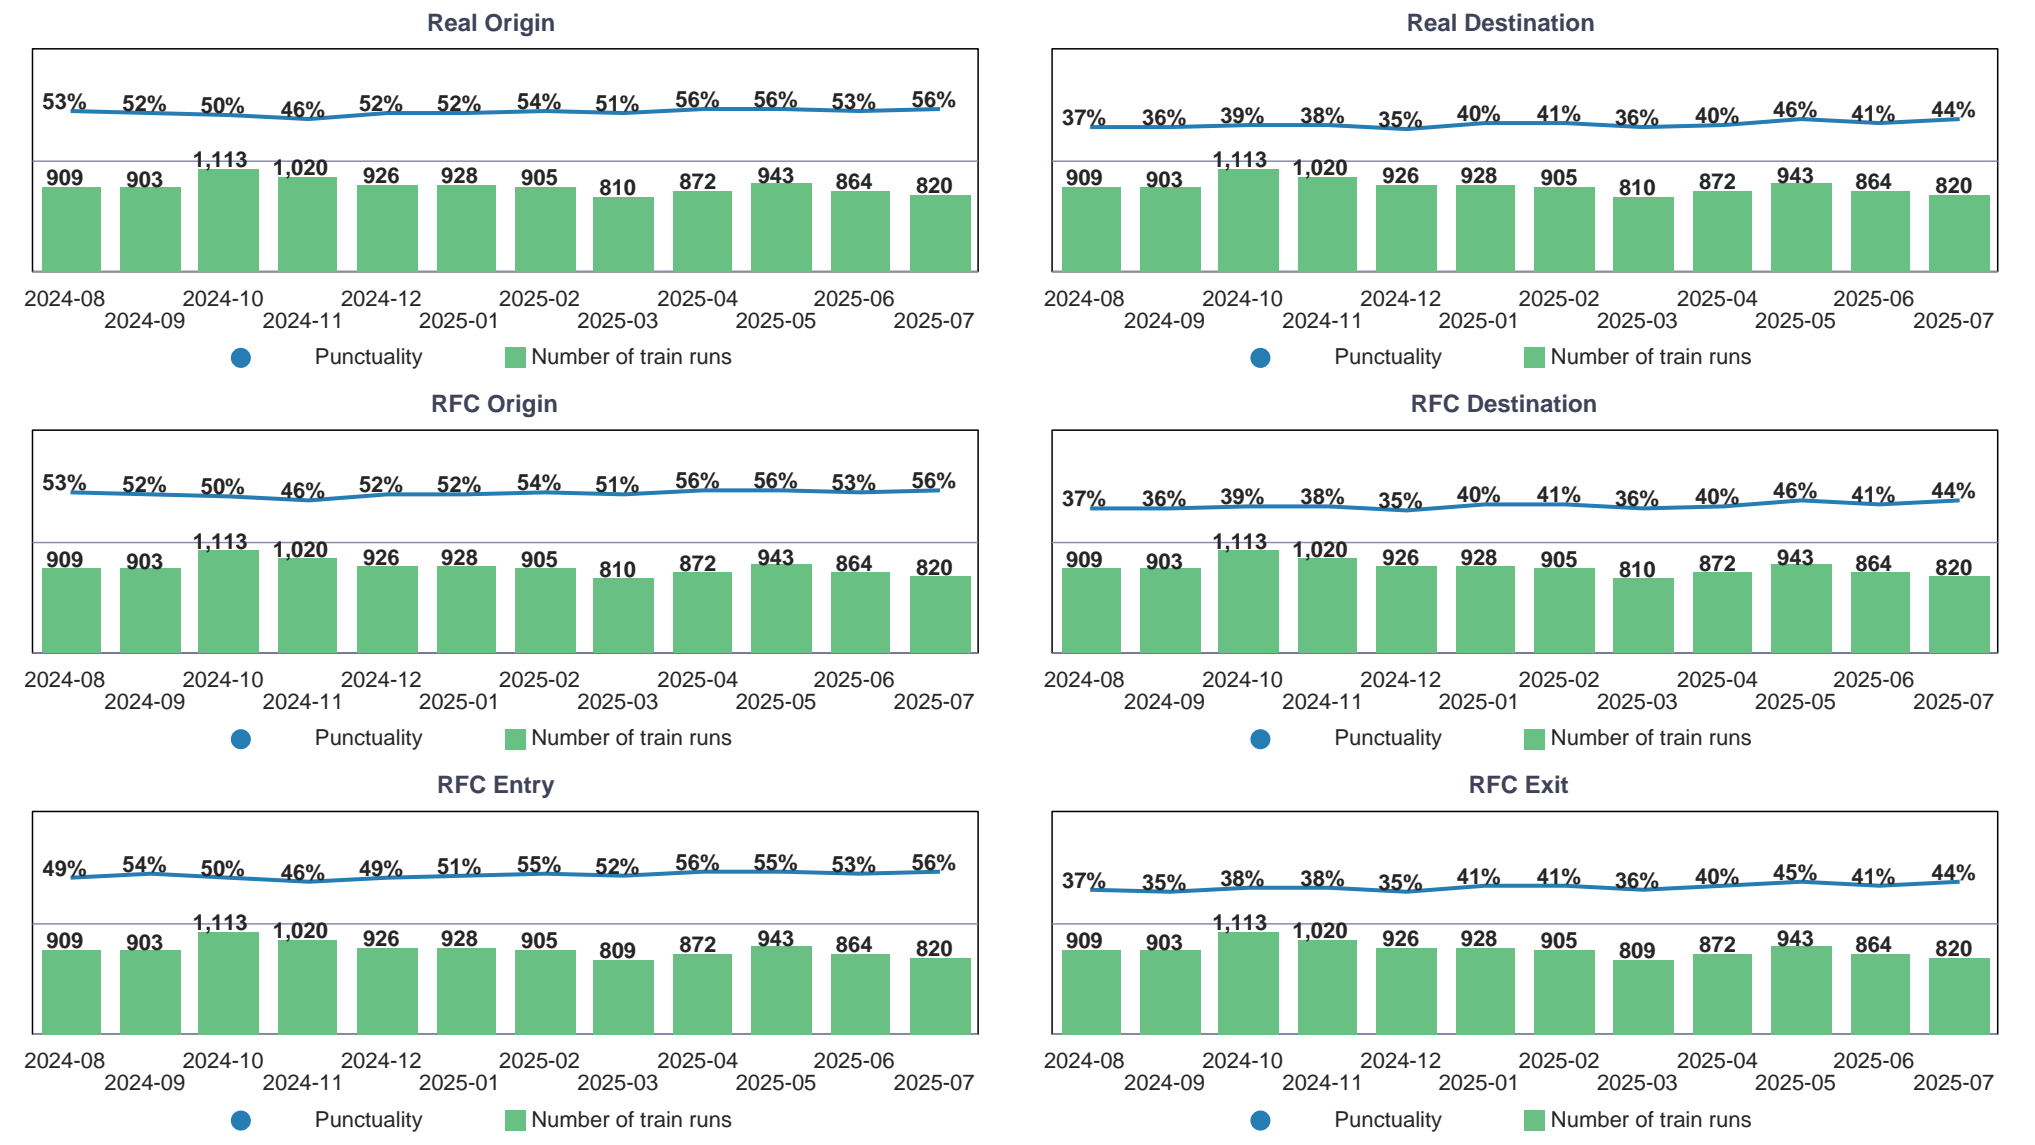 Real Origin
53% 52% 50% 46% 52% 52% 54% 51% 56% 56% 53% 56%
909 903 1,113 1,020 926 928 905 810 872 943 864 820
2024-08 2024-10 2024-12 2025-02 2025-04 2025-06
2024-09 2024-11 2025-01 2025-03 2025-05 2025-07
Punctuality Number of train runs
Real Destination
37% 36% 39% 38% 35% 40% 41% 36% 40% 46% 41% 44%
909 903 1,113 1,020 926 928 905 810 872 943 864 820
2024-08 2024-10 2024-12 2025-02 2025-04 2025-06
2024-09 2024-11 2025-01 2025-03 2025-05 2025-07
Punctuality Number of train runs
RFC Origin
53% 52% 50% 46% 52% 52% 54% 51% 56% 56% 53% 56%
909 903 1,113 1,020 926 928 905 810 872 943 864 820
2024-08 2024-10 2024-12 2025-02 2025-04 2025-06
2024-09 2024-11 2025-01 2025-03 2025-05 2025-07
Punctuality Number of train runs
RFC Destination
37% 36% 39% 38% 35% 40% 41% 36% 40% 46% 41% 44%
909 903 1,113 1,020 926 928 905 810 872 943 864 820
2024-08 2024-10 2024-12 2025-02 2025-04 2025-06
2024-09 2024-11 2025-01 2025-03 2025-05 2025-07
Punctuality Number of train runs
RFC Entry
49% 54% 50% 46% 49% 51% 55% 52% 56% 55% 53% 56%
909 903 1,113 1,020 926 928 905 809 872 943 864 820
2024-08 2024-10 2024-12 2025-02 2025-04 2025-06
2024-09 2024-11 2025-01 2025-03 2025-05 2025-07
Punctuality Number of train runs
RFC Exit
37% 35% 38% 38% 35% 41% 41% 36% 40% 45% 41% 44%
909 903 1,113 1,020 926 928 905 809 872 943 864 820
2024-08 2024-10 2024-12 2025-02 2025-04 2025-06
2024-09 2024-11 2025-01 2025-03 2025-05 2025-07
Punctuality Number of train runs